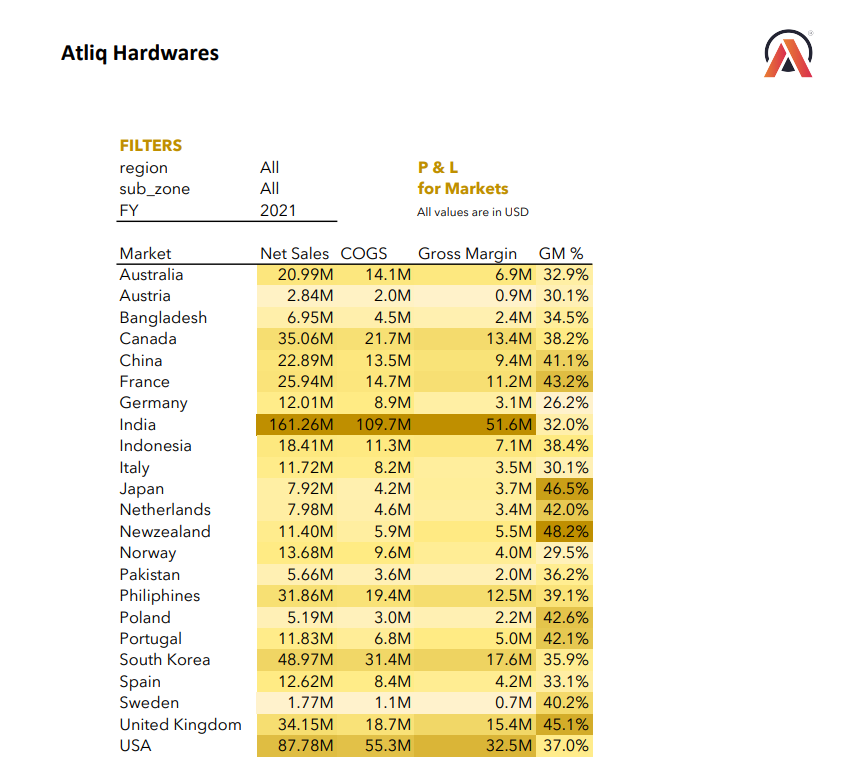 Atliq Hardwares
FILTERS
region All P & L
sub_zone All for Markets
FY 2021 All values are in USD
Market Net Sales COGS Gross Margin GM %
Australia 20.99M 14.1M 6.9M 32.9%
Austria 2.84M 2.0M 0.9M 30.1%
Bangladesh 6.95M 4.5M 2.4M 34.5%
Canada 35.06M 21.7M 13.4M 38.2%
China 22.89M 13.5M 9.4M 41.1%
France 25.94M 14.7M 11.2M 43.2%
Germany 12.01M 8.9M 3.1M 26.2%
India 161.26M 109.7M 51.6M 32.0%
Indonesia 18.41M 11.3M 7.1M 38.4%
Italy 11.72M 8.2M 3.5M 30.1%
Japan 7.92M 4.2M 3.7M 46.5%
Netherlands 7.98M 4.6M 3.4M 42.0%
Newzealand 11.40M 5.9M 5.5M 48.2%
Norway 13.68M 9.6M 4.0M 29.5%
Pakistan 5.66M 3.6M 2.0M 36.2%
Philiphines 31.86M 19.4M 12.5M 39.1%
Poland 5.19M 3.0M 2.2M 42.6%
Portugal 11.83M 6.8M 5.0M 42.1%
South Korea 48.97M 31.4M 17.6M 35.9%
Spain 12.62M 8.4M 4.2M 33.1%
Sweden 1.77M 1.1M 0.7M 40.2%
United Kingdom 34.15M 18.7M 15.4M 45.1%
USA 87.78M 55.3M 32.5M 37.0%